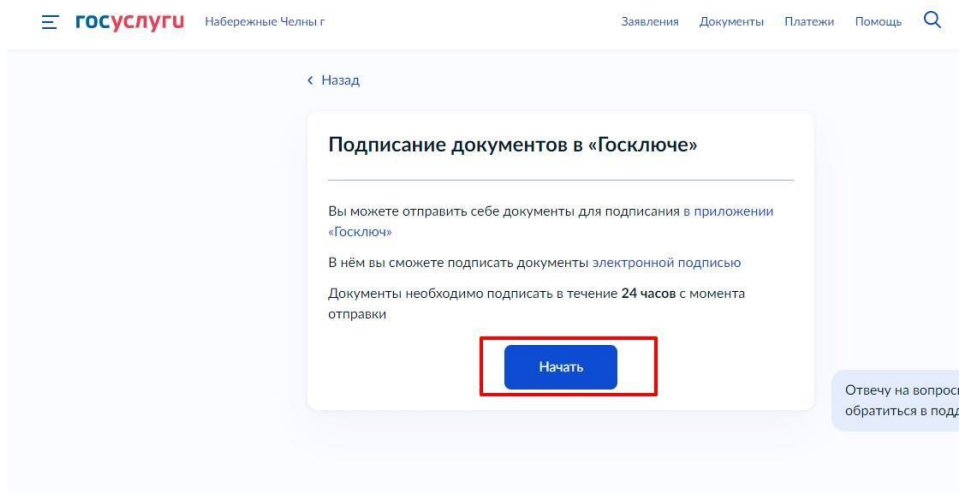 госуслуги Набережные Челны г Заявления Документы Платежи Помощь
Назад
Подписание документов в «Госключе»
Вы можете отправить себе документы для подписания в приложении
«Госключ»
В нём вы сможете подписать документы электронной подписью
Документы необходимо подписать в течение 24 часов с момента
отправки
Начать
Отвечу на
обратиться в